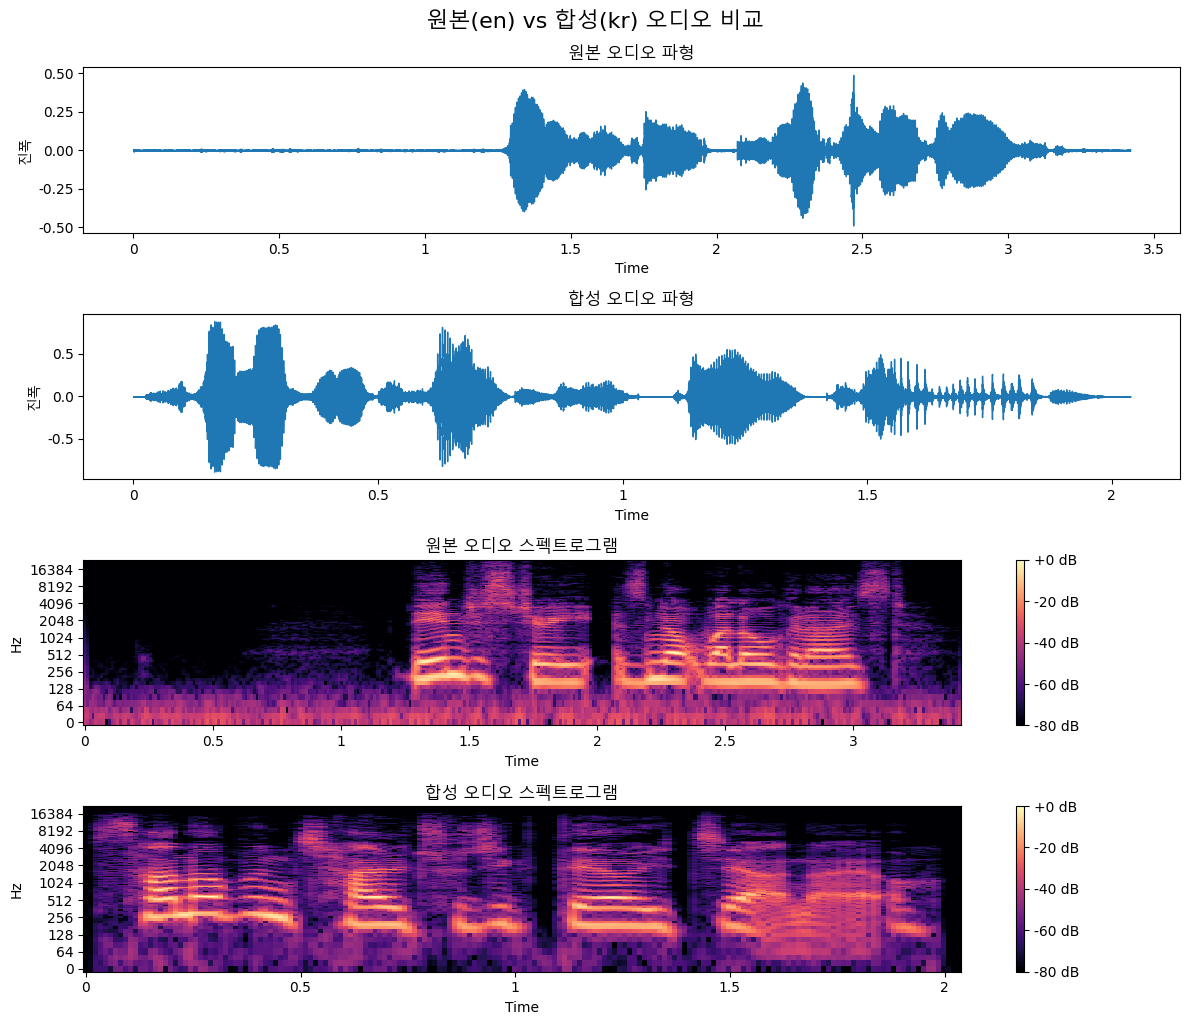 원본(en) vs 합성(kr) 오디오 비교
원본 오디오 파형
0.50
0.25
0.00
-0.25
-0.50
진폭
0 0.5 1 1.5 2 2.5 3 3.5
Time
합성 오디오 파형
0.5
0.0
-0.5
진폭
0 0.5 1 1.5 2
Time
원본 오디오 스펙트로그램
16384
8192
4096
2048
1024
512
256
128
64
0
Hz
0 0.5 1 1.5 2 2.5 3
Time
+0 dB
-20 dB
-40 dB
-60 dB
-80 dB
합성 오디오 스펙트로그램
16384
8192
4096
2048
1024
512
256
128
64
0
Hz
0 0.5 1 1.5 2
Time
+0 dB
-20 dB
-40 dB
-60 dB
-80 dB